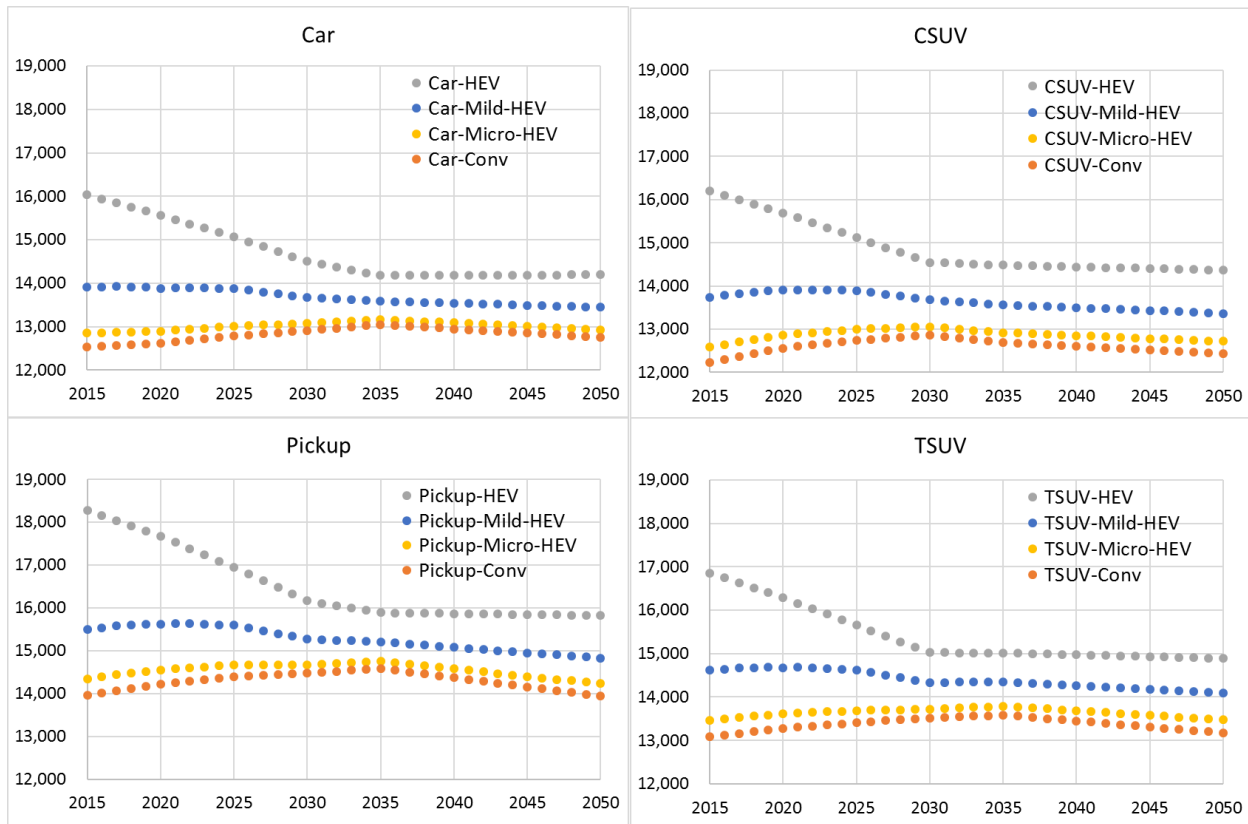 Car
19,000
18,000
17,000
16,000
15,000
14,000
13,000
12,000
Car-HEV
Car-Mild-HEV
Car-Micro-HEV
Car-Conv
2015 2020 2025 2030 2035 2040 2045 2050
CSUV
19,000
18,000
17,000
16,000
15,000
14,000
13,000
12,000
CSUV-HEV
CSUV-Mild-HEV
CSUV-Micro-HEV
CSUV-Conv
2015 2020 2025 2030 2035 2040 2045 2050
Pickup
19,000
18,000
17,000
16,000
15,000
14,000
13,000
12,000
Pickup-HEV
Pickup-Mild-HEV
Pickup-Micro-HEV
Pickup-Conv
2015 2020 2025 2030 2035 2040 2045 2050
TSUV
19,000
18,000
17,000
16,000
15,000
14,000
13,000
12,000
TSUV-HEV
TSUV-Mild-HEV
TSUV-Micro-HEV
TSUV-Conv
2015 2020 2025 2030 2035 2040 2045 2050